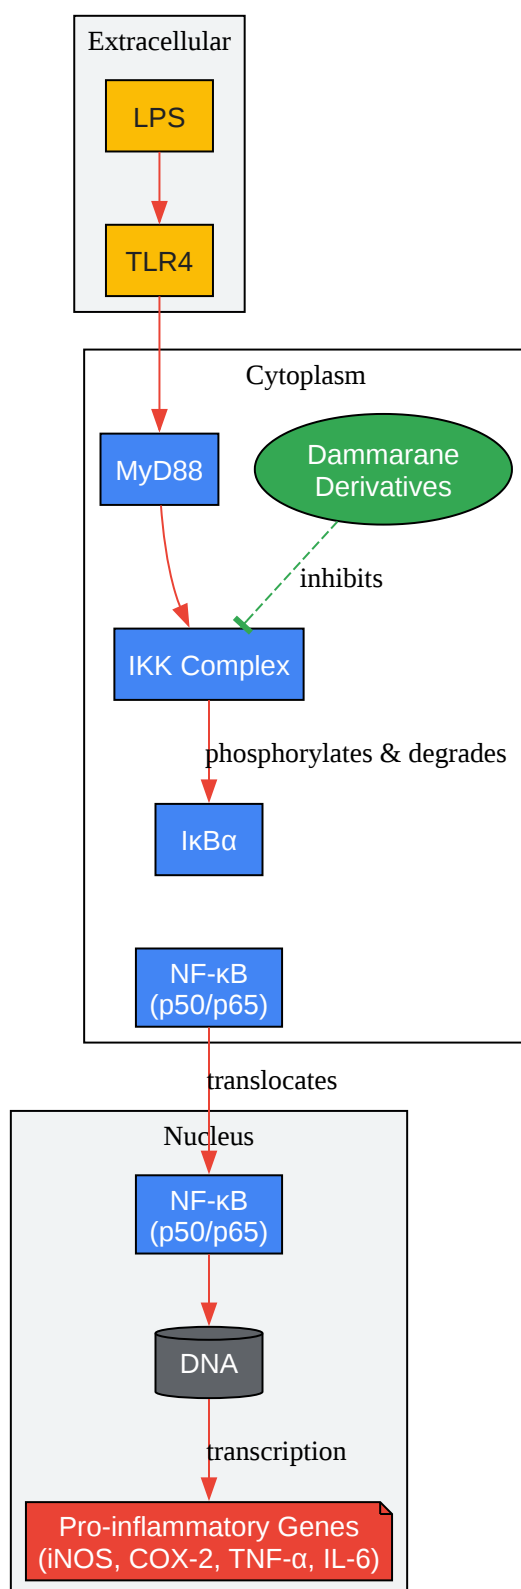 Extracellular
LPS
TLR4
Cytoplasm
MyD88
Dammarane
Derivatives
inhibits
IKK Complex
phosphorylates & degrades
IκBα
NF-κB
(p50/p65)
translocates
Nucleus
NF-κB
(p50/p65)
DNA
transcription
Pro-inflammatory Genes
(iNOS, COX-2, TNF-α, IL-6)